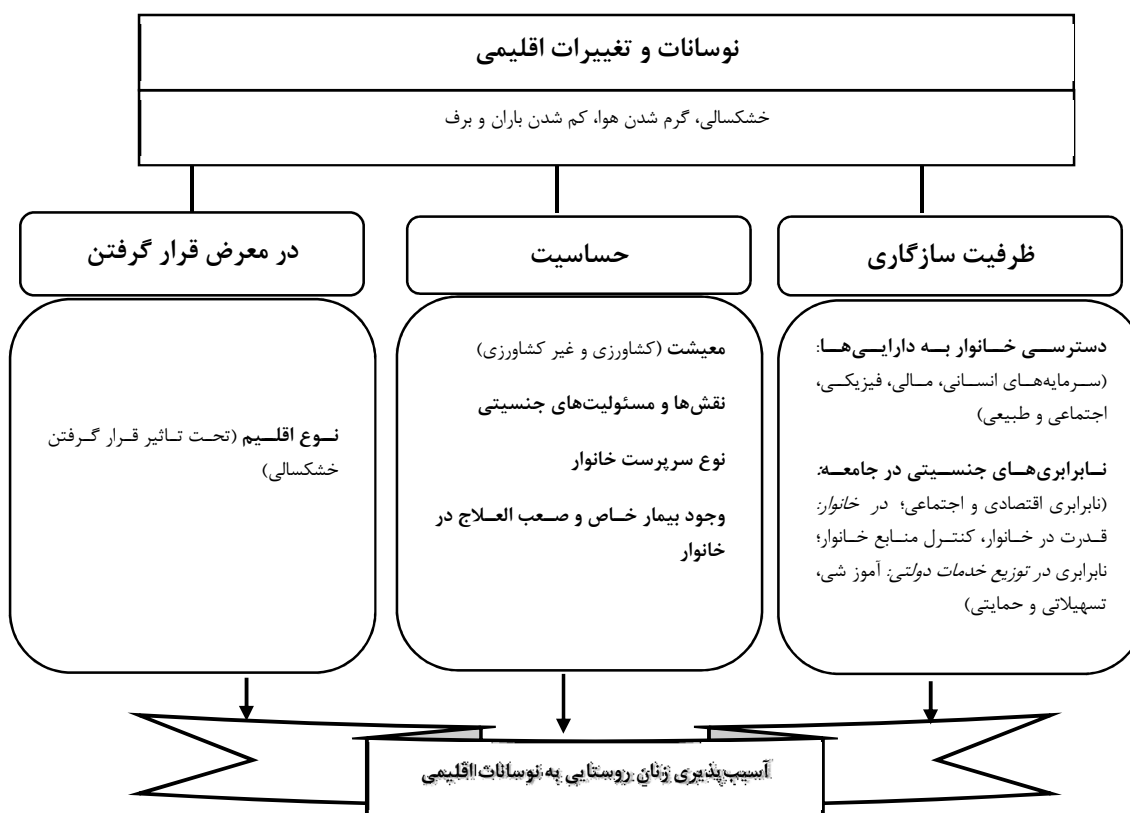 نوسانات و تغییرات اقلیمی
خشکسالی، گرم شدن هوا، کم شدن باران و برف
ظرفیت سازگاری
دسترسی خانوار به دارایی‌ها:
(سرمایه‌های انسانی، مالی، فیزیکی،
اجتماعی و طبیعی)
نابرابری‌های جنسیتی در جامعه:
(نابرابری اقتصادی و اجتماعی؛ در خانوار:
قدرت در خانوار، کنترل منابع خانوار؛
نابرابری در توزیع خدمات دولتی: آموز شی،
تسهیلاتی و حمایتی)
حساسیت
معیشت (کشاورزی و غیر کشاورزی)
نقش‌ها و مسئولیت‌های جنسیتی
نوع سرپرست خانوار
وجود بیمار خاص و صعب العلاج در
خانوار
در معرض قرار گرفتن
نوع اقلیم (تحت تاثیر قرار گرفتن
خشکسالی)
آسیب‌پذیری زنان روستایی به نوسانات اقلیمی